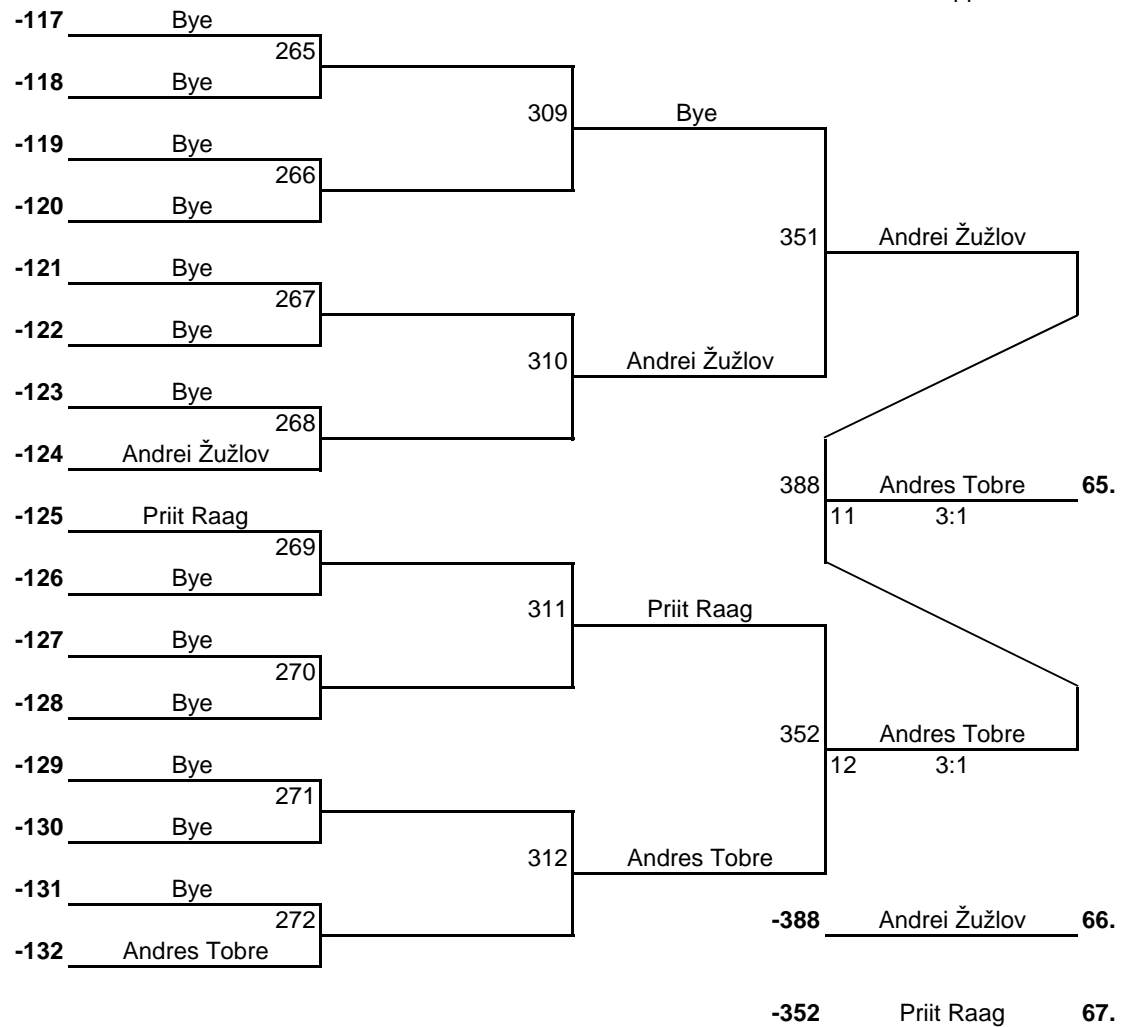 -117 Bye
265
-118 Bye
309 Bye
-119 Bye
266
-120 Bye
351 Andrei Žužlov
-121 Bye
267
-122 Bye
310 Andrei Žužlov
-123 Bye
268
-124 Andrei Žužlov
388 Andres Tobre 65.
11 3:1
-125 Priit Raag
269
-126 Bye
311 Priit Raag
-127 Bye
270
-128 Bye
352 Andres Tobre
12 3:1
-129 Bye
271
-130 Bye
312 Andres Tobre
-131 Bye
272
-388 Andrei Žužlov 66.
-132 Andres Tobre
-352 Priit Raag 67.